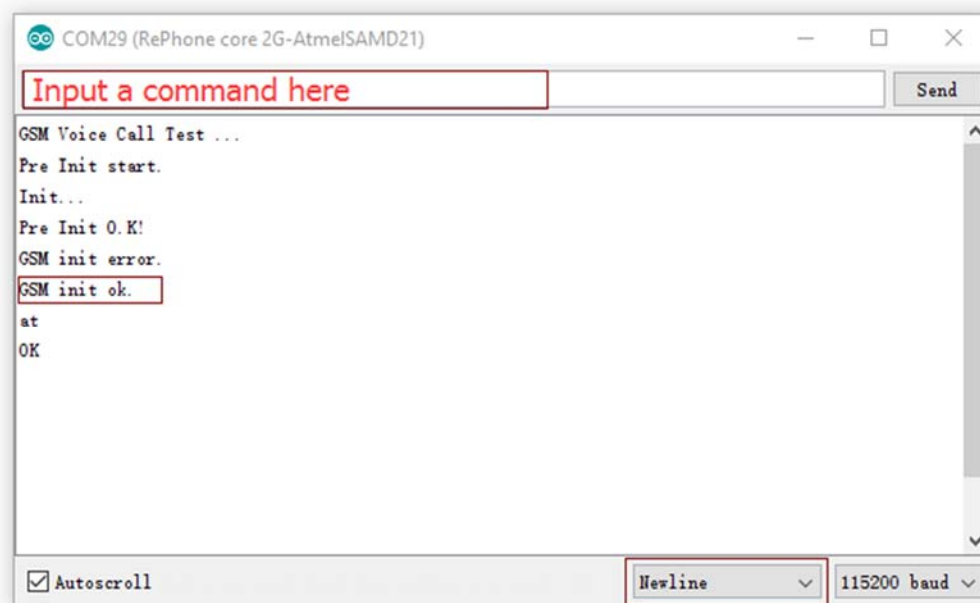 COM29 (RePhone core 2G-AtmelSAMD21)
Input a command here
Send
GSM Voice Call Test ...
Pre Init start.
Init...
Pre Init O.K!
GSM init error.
GSM init ok.
at
OK
Autoscroll
Newline
115200 baud